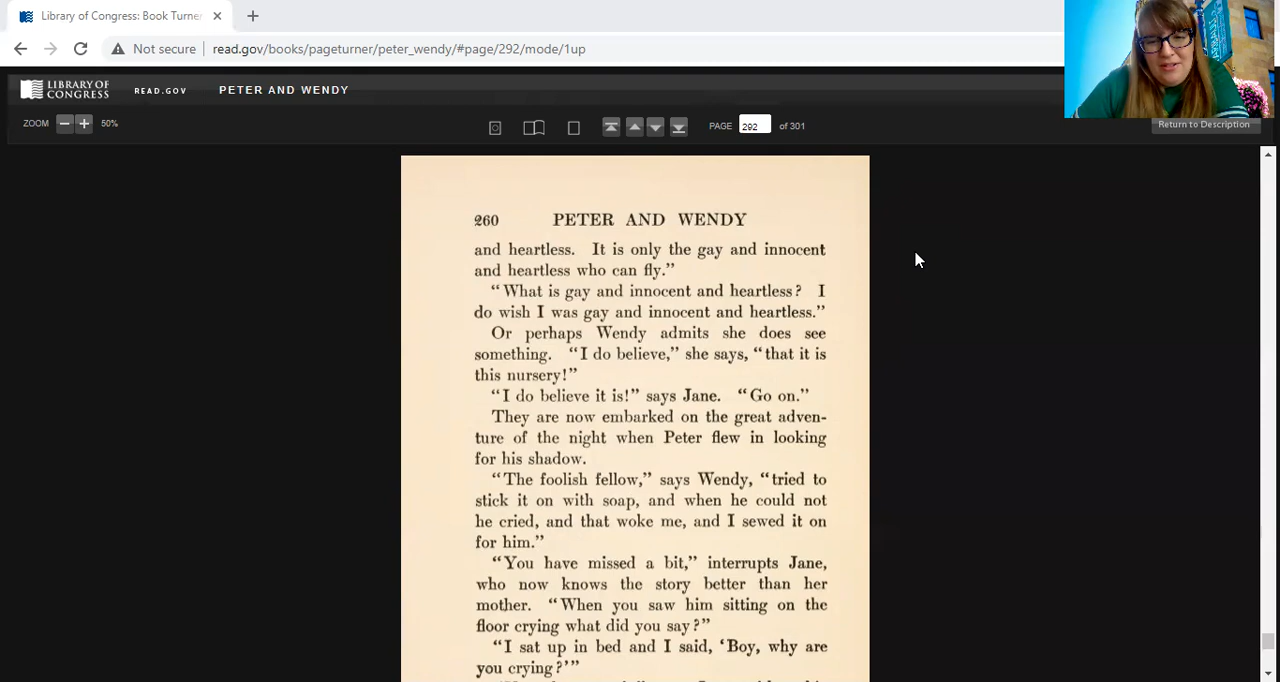 Library of Congress: Book Turner
Not secure read.gov/books/pageturner/peter_wendy/#page/292/mode/1up
LIBRARY OF CONGRESS READ.GOV PETER AND WENDY
ZOOM 50% PAGE 292 of 301 Return to Description
260 PETER AND WENDY
and heartless. It is only the gay and innocent
and heartless who can fly.”
“What is gay and innocent and heartless? I
do wish I was gay and innocent and heartless.”
Or perhaps Wendy admits she does see
something. “I do believe,” she says, “that it is
this nursery!”
“I do believe it is!” says Jane. “Go on.”
They are now embarked on the great adven-
ture of the night when Peter flew in looking
for his shadow.
“The foolish fellow,” says Wendy, “tried to
stick it on with soap, and when he could not
he cried, and that woke me, and I sewed it on
for him.”
“You have missed a bit,” interrupts Jane,
who now knows the story better than her
mother. “When you saw him sitting on the
floor crying what did you say?”
“I sat up in bed and I said, ‘Boy, why are
you crying?’”